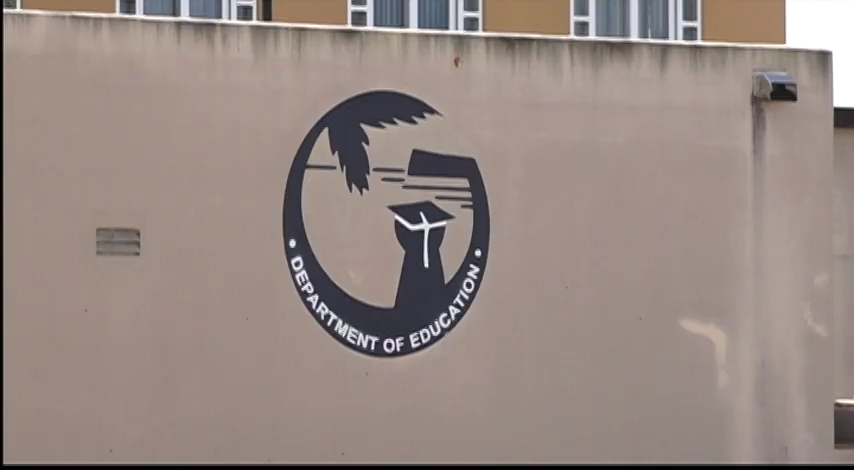 • DEPARTMENT OF EDUCATION •